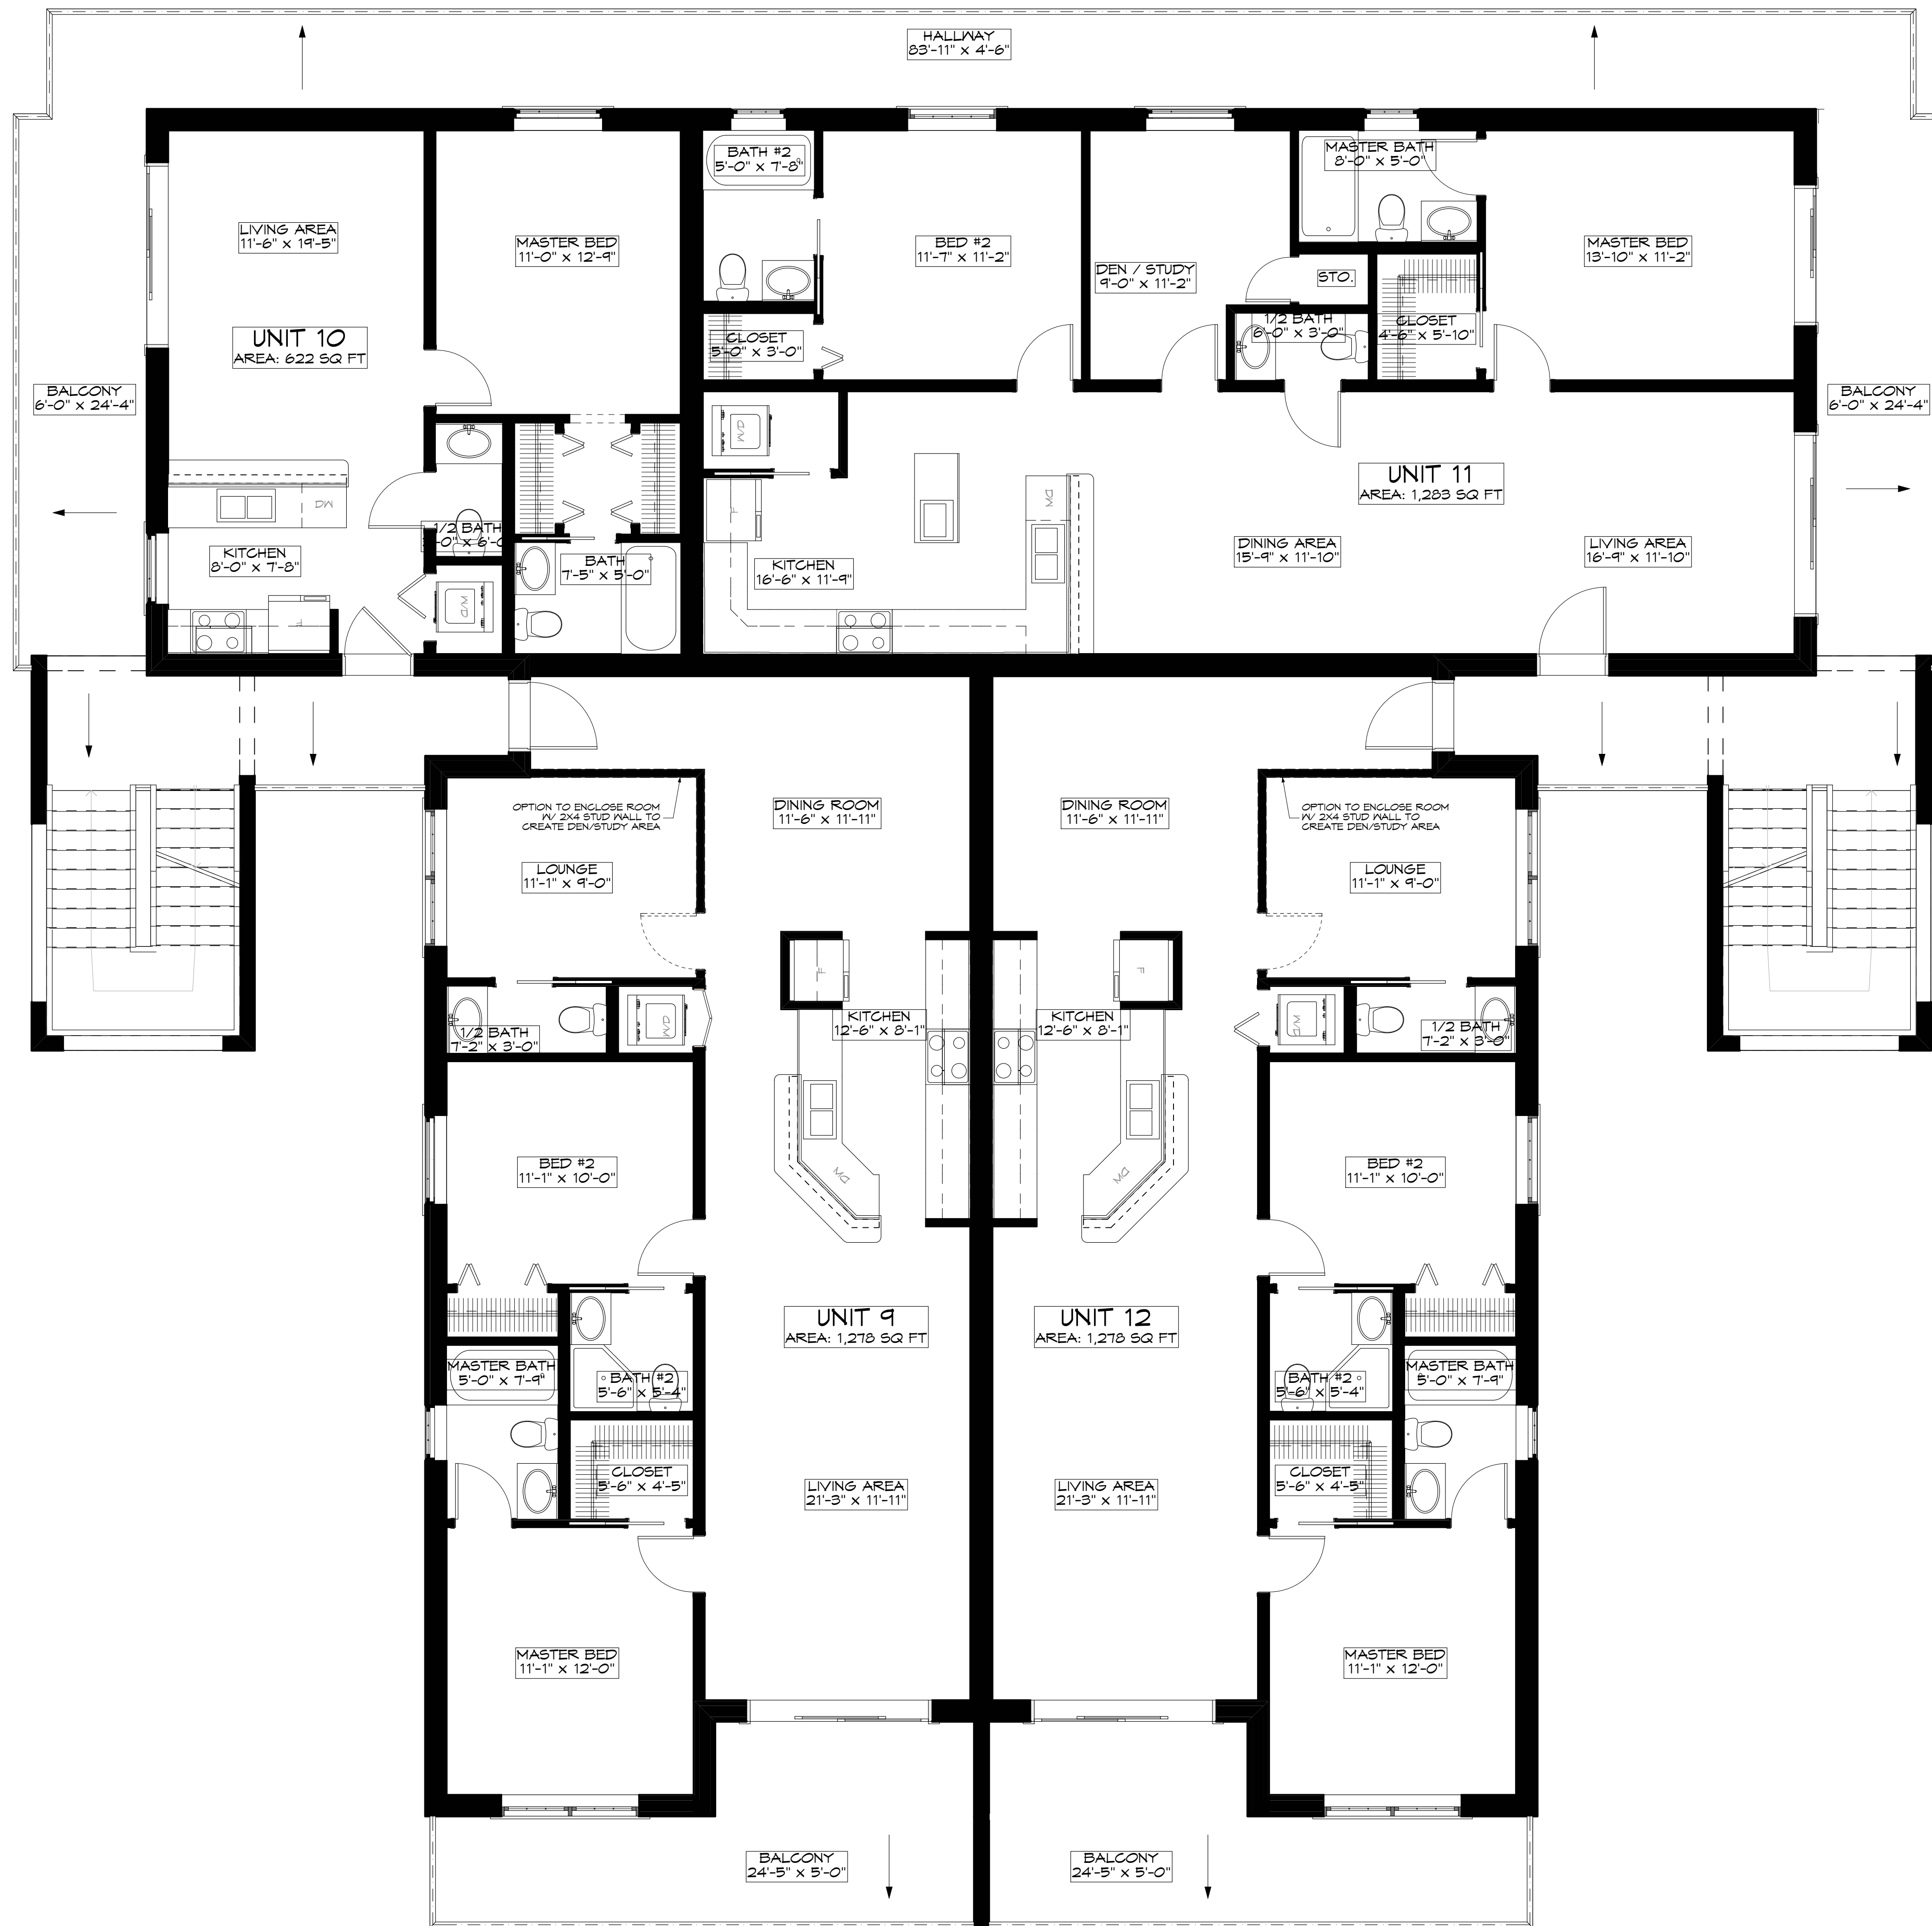 HALLWAY
83'-11" x 4'-6"
BATH #2
5'-0" x 7'-8"
MASTER BATH
8'-0" x 5'-0"
LIVING AREA
11'-6" x 19'-5"
MASTER BED
11'-0" x 12'-9"
BED #2
11'-7" x 11'-2"
DEN / STUDY
9'-0" x 11'-2"
STO.
MASTER BED
13'-10" x 11'-2"
UNIT 10
AREA: 622 SQ FT
CLOSET
5'-0" x 3'-0"
1/2 BATH
6'-0" x 3'-0"
CLOSET
4'-6" x 5'-10"
BALCONY
6'-0" x 24'-4"
BALCONY
6'-0" x 24'-4"
W/D
UNIT 11
AREA: 1,283 SQ FT
DW
DW
F
1/2 BATH
x 6'-0"
KITCHEN
8'-0" x 7'-8"
BATH
7'-5" x 5'-0"
KITCHEN
16'-6" x 11'-9"
DINING AREA
15'-9" x 11'-10"
LIVING AREA
16'-9" x 11'-10"
W/D
F
OPTION TO ENCLOSE ROOM
W/ 2X4 STUD WALL TO
CREATE DEN/STUDY AREA
DINING ROOM
11'-6" x 11'-11"
DINING ROOM
11'-6" x 11'-11"
OPTION TO ENCLOSE ROOM
W/ 2X4 STUD WALL TO
CREATE DEN/STUDY AREA
LOUNGE
11'-1" x 9'-0"
LOUNGE
11'-1" x 9'-0"
F
F
1/2 BATH
7'-2" x 3'-0"
W/D
KITCHEN
12'-6" x 8'-1"
KITCHEN
12'-6" x 8'-1"
W/D
1/2 BATH
7'-2" x 3'-0"
BED #2
11'-1" x 10'-0"
DW
DW
BED #2
11'-1" x 10'-0"
UNIT 9
AREA: 1,278 SQ FT
UNIT 12
AREA: 1,278 SQ FT
MASTER BATH
5'-0" x 7'-9"
BATH #2
5'-6" x 5'-4"
BATH #2
5'-6" x 5'-4"
MASTER BATH
5'-0" x 7'-9"
CLOSET
5'-6" x 4'-5"
LIVING AREA
21'-3" x 11'-11"
LIVING AREA
21'-3" x 11'-11"
CLOSET
5'-6" x 4'-5"
MASTER BED
11'-1" x 12'-0"
MASTER BED
11'-1" x 12'-0"
BALCONY
24'-5" x 5'-0"
BALCONY
24'-5" x 5'-0"